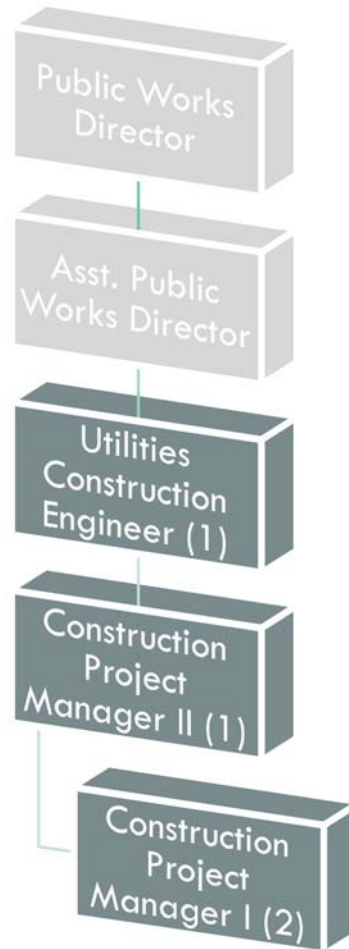 Public Works
Director
Asst. Public
Works Director
Utilities
Construction
Engineer (1)
Construction
Project
Manager II (1)
Construction
Project
Manager I (2)